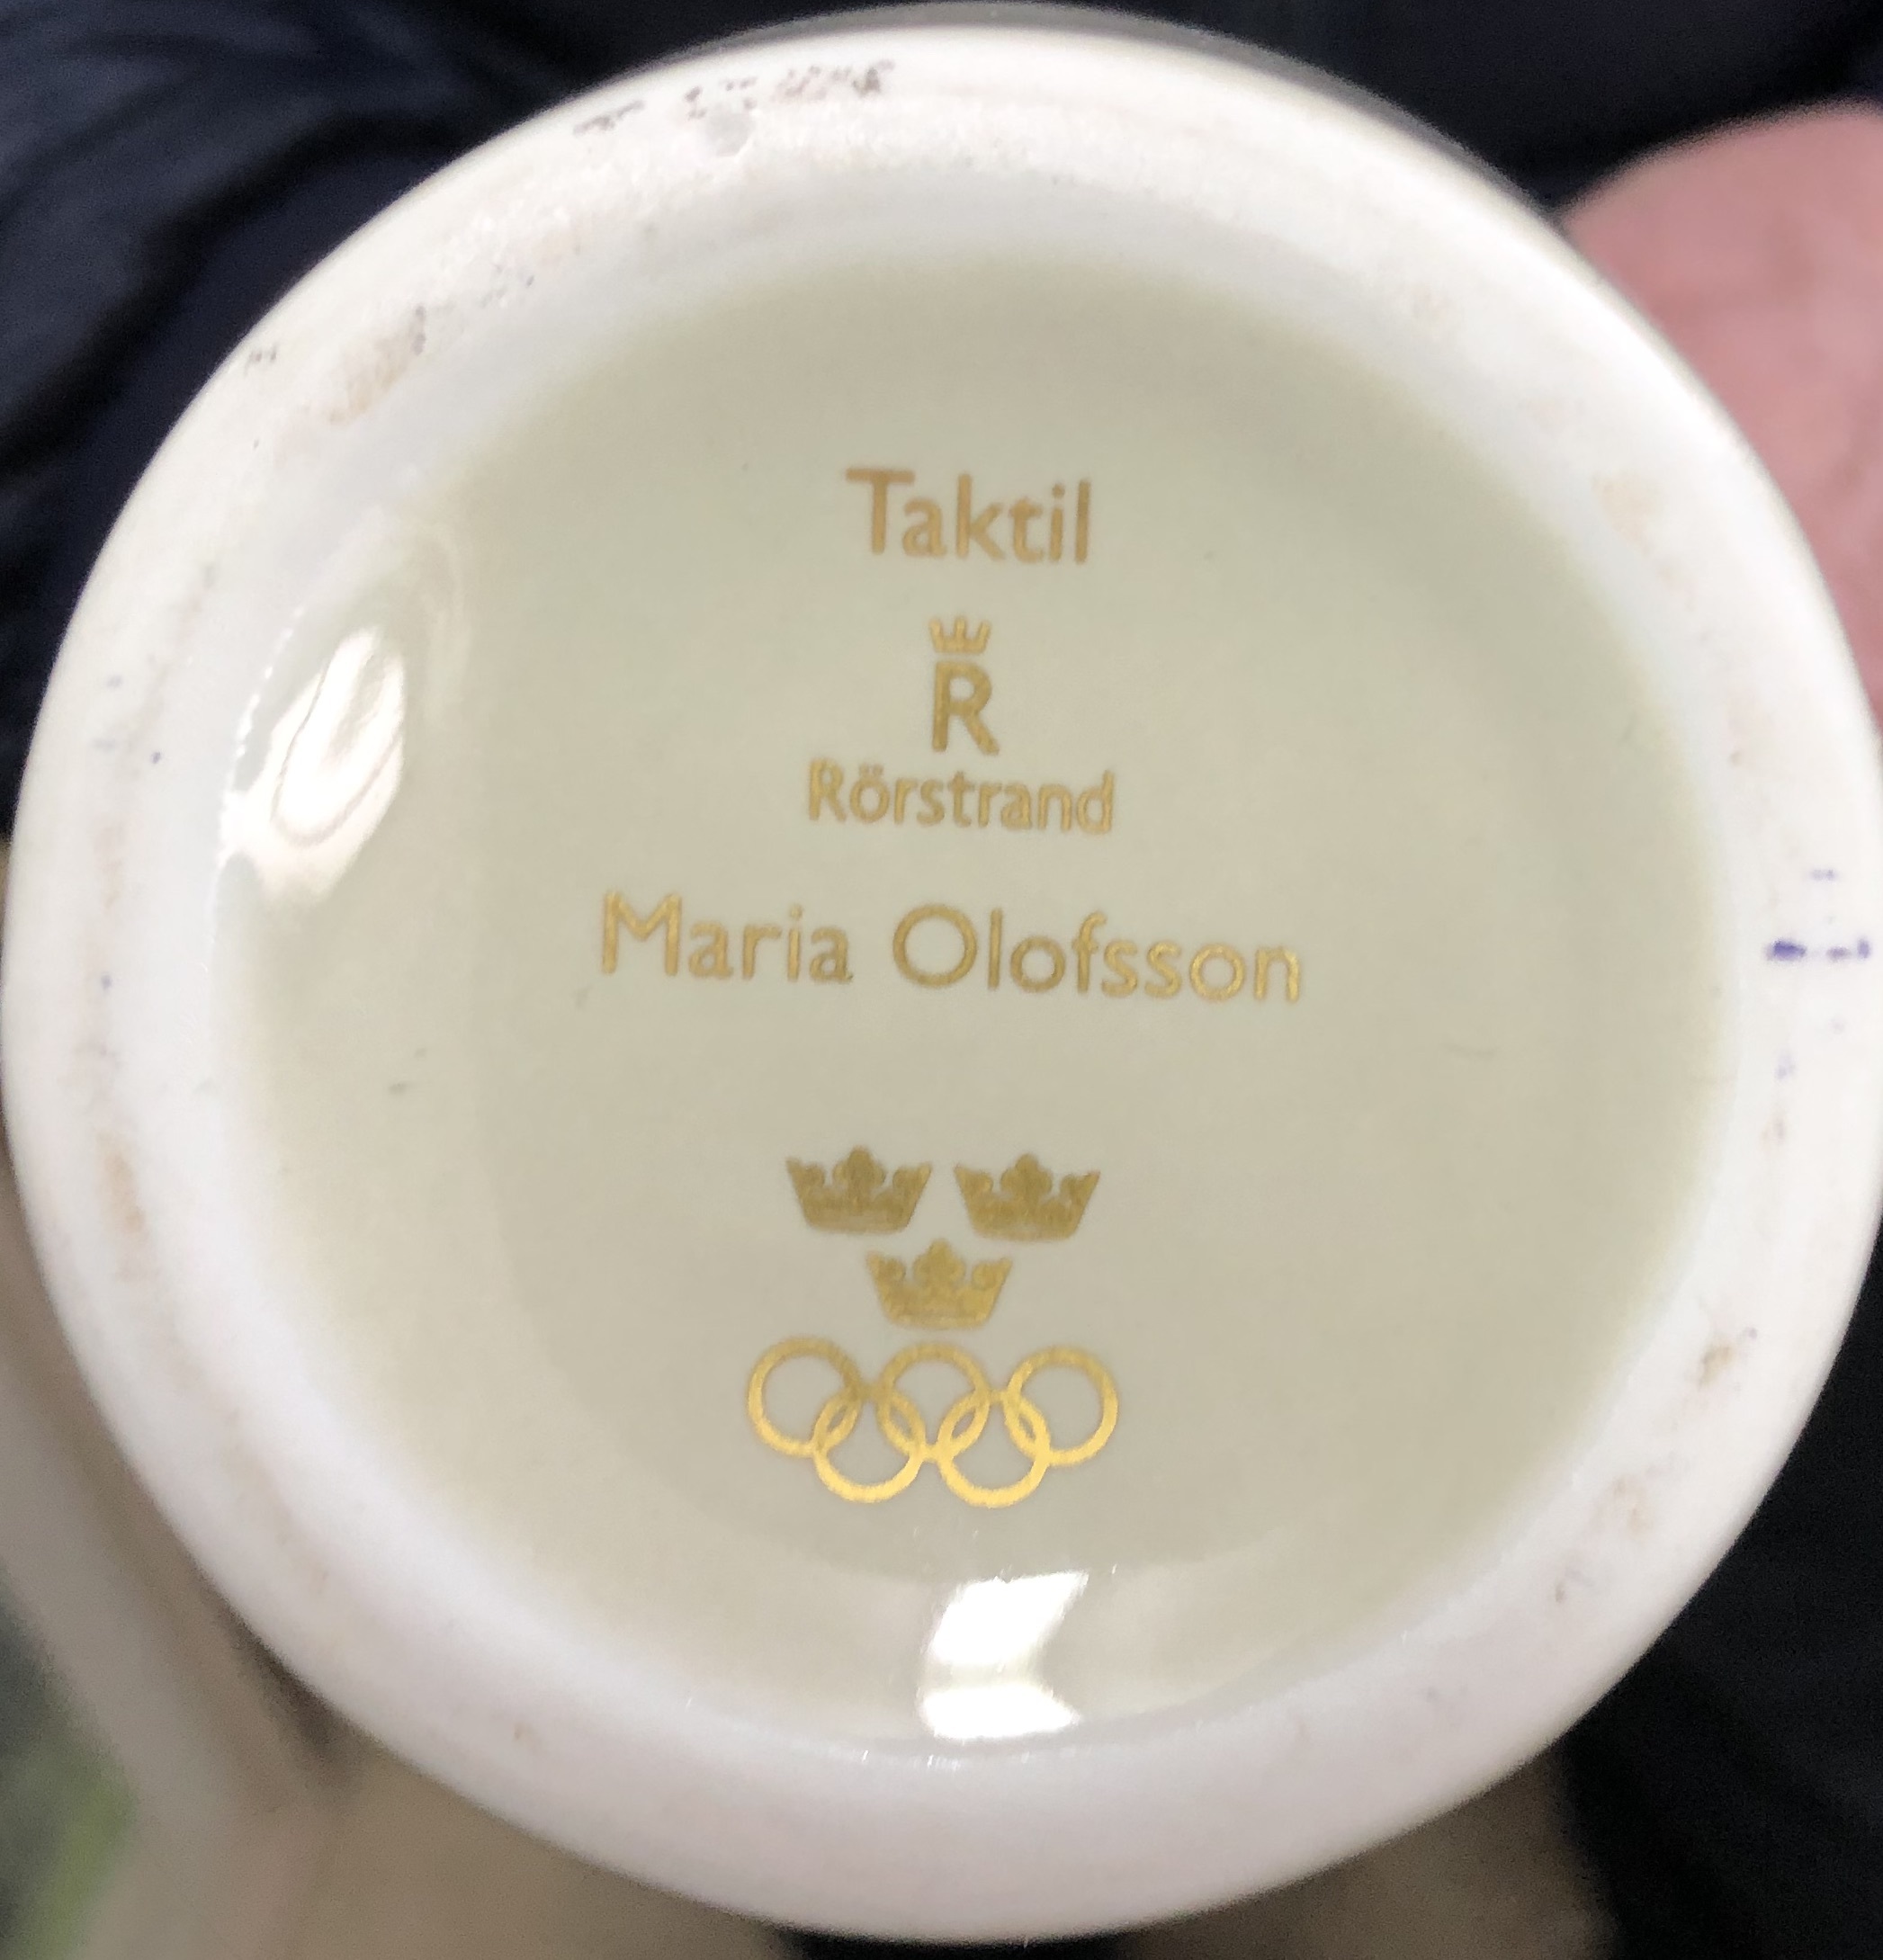 Taktil
R
Rörstrand
Maria Olofsson